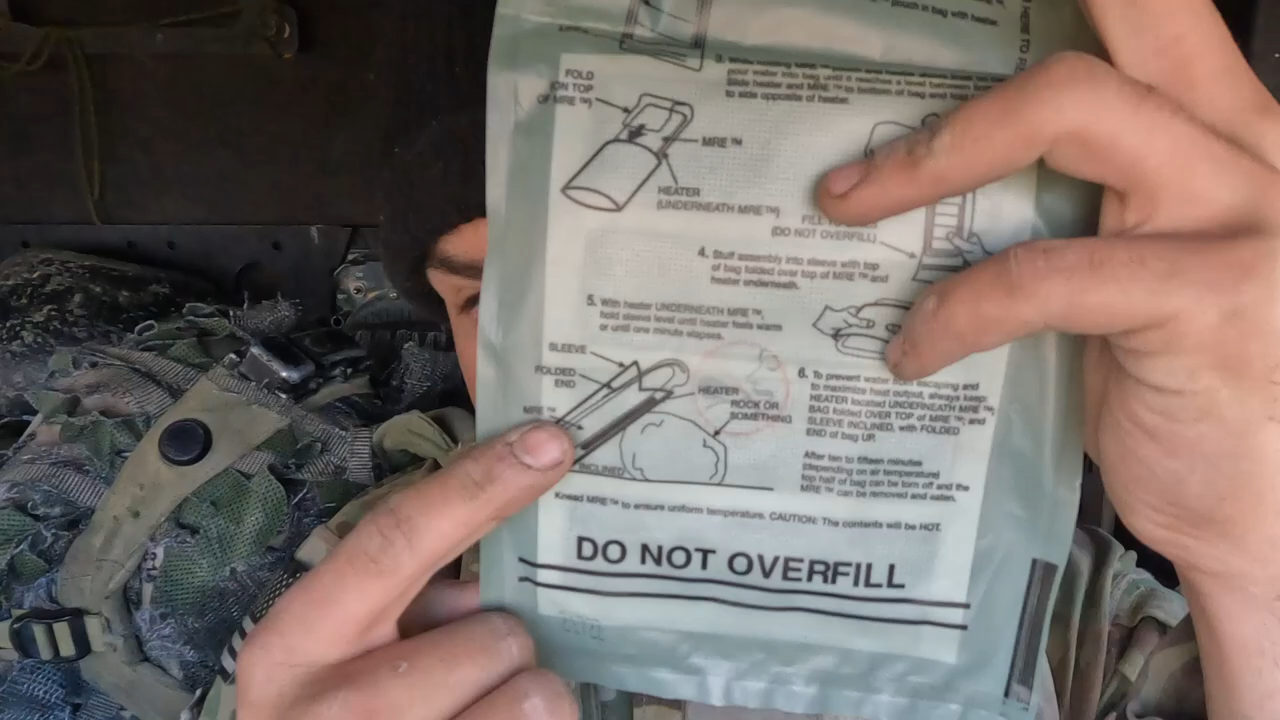 pouch in bag with heater.
pour water into bag until it reaches a level between
Slide heater and MRE™ to bottom of bag and
to side opposite of heater.
FOLD
(ON TOP
OF MRE™)
MRE™
HEATER
(UNDERNEATH MRE™)
(DO NOT OVERFILL)
4. Stuff assembly into sleeve with top
of bag folded over top of MRE™ and
heater underneath.
5. With heater UNDERNEATH MRE™,
hold sleeve level until heater feels warm
or until one minute elapses.
SLEEVE
FOLDED
END
MRE™
HEATER
ROCK OR
SOMETHING
INCLINED
6. To prevent water from escaping and
to maximize heat output, always keep:
HEATER located UNDERNEATH MRE™;
BAG folded OVER TOP of MRE™; and
SLEEVE INCLINED, with FOLDED
END of bag UP.
After ten to fifteen minutes
(depending on air temperature)
top half of bag can be torn off and the
MRE™ can be removed and eaten.
Knead MRE™ to ensure uniform temperature. CAUTION: The contents will be HOT.
DO NOT OVERFILL